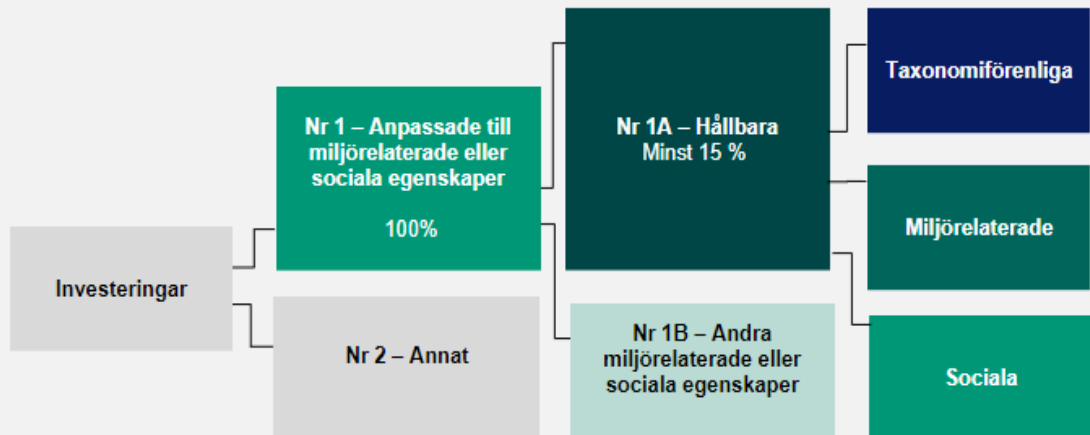 Investeringar
Nr 1 – Anpassade till
miljörelaterade eller
sociala egenskaper
100%
Nr 2 – Annat
Nr 1A – Hållbara
Minst 15 %
Nr 1B – Andra
miljörelaterade eller
sociala egenskaper
Taxonomiförenliga
Miljörelaterade
Sociala